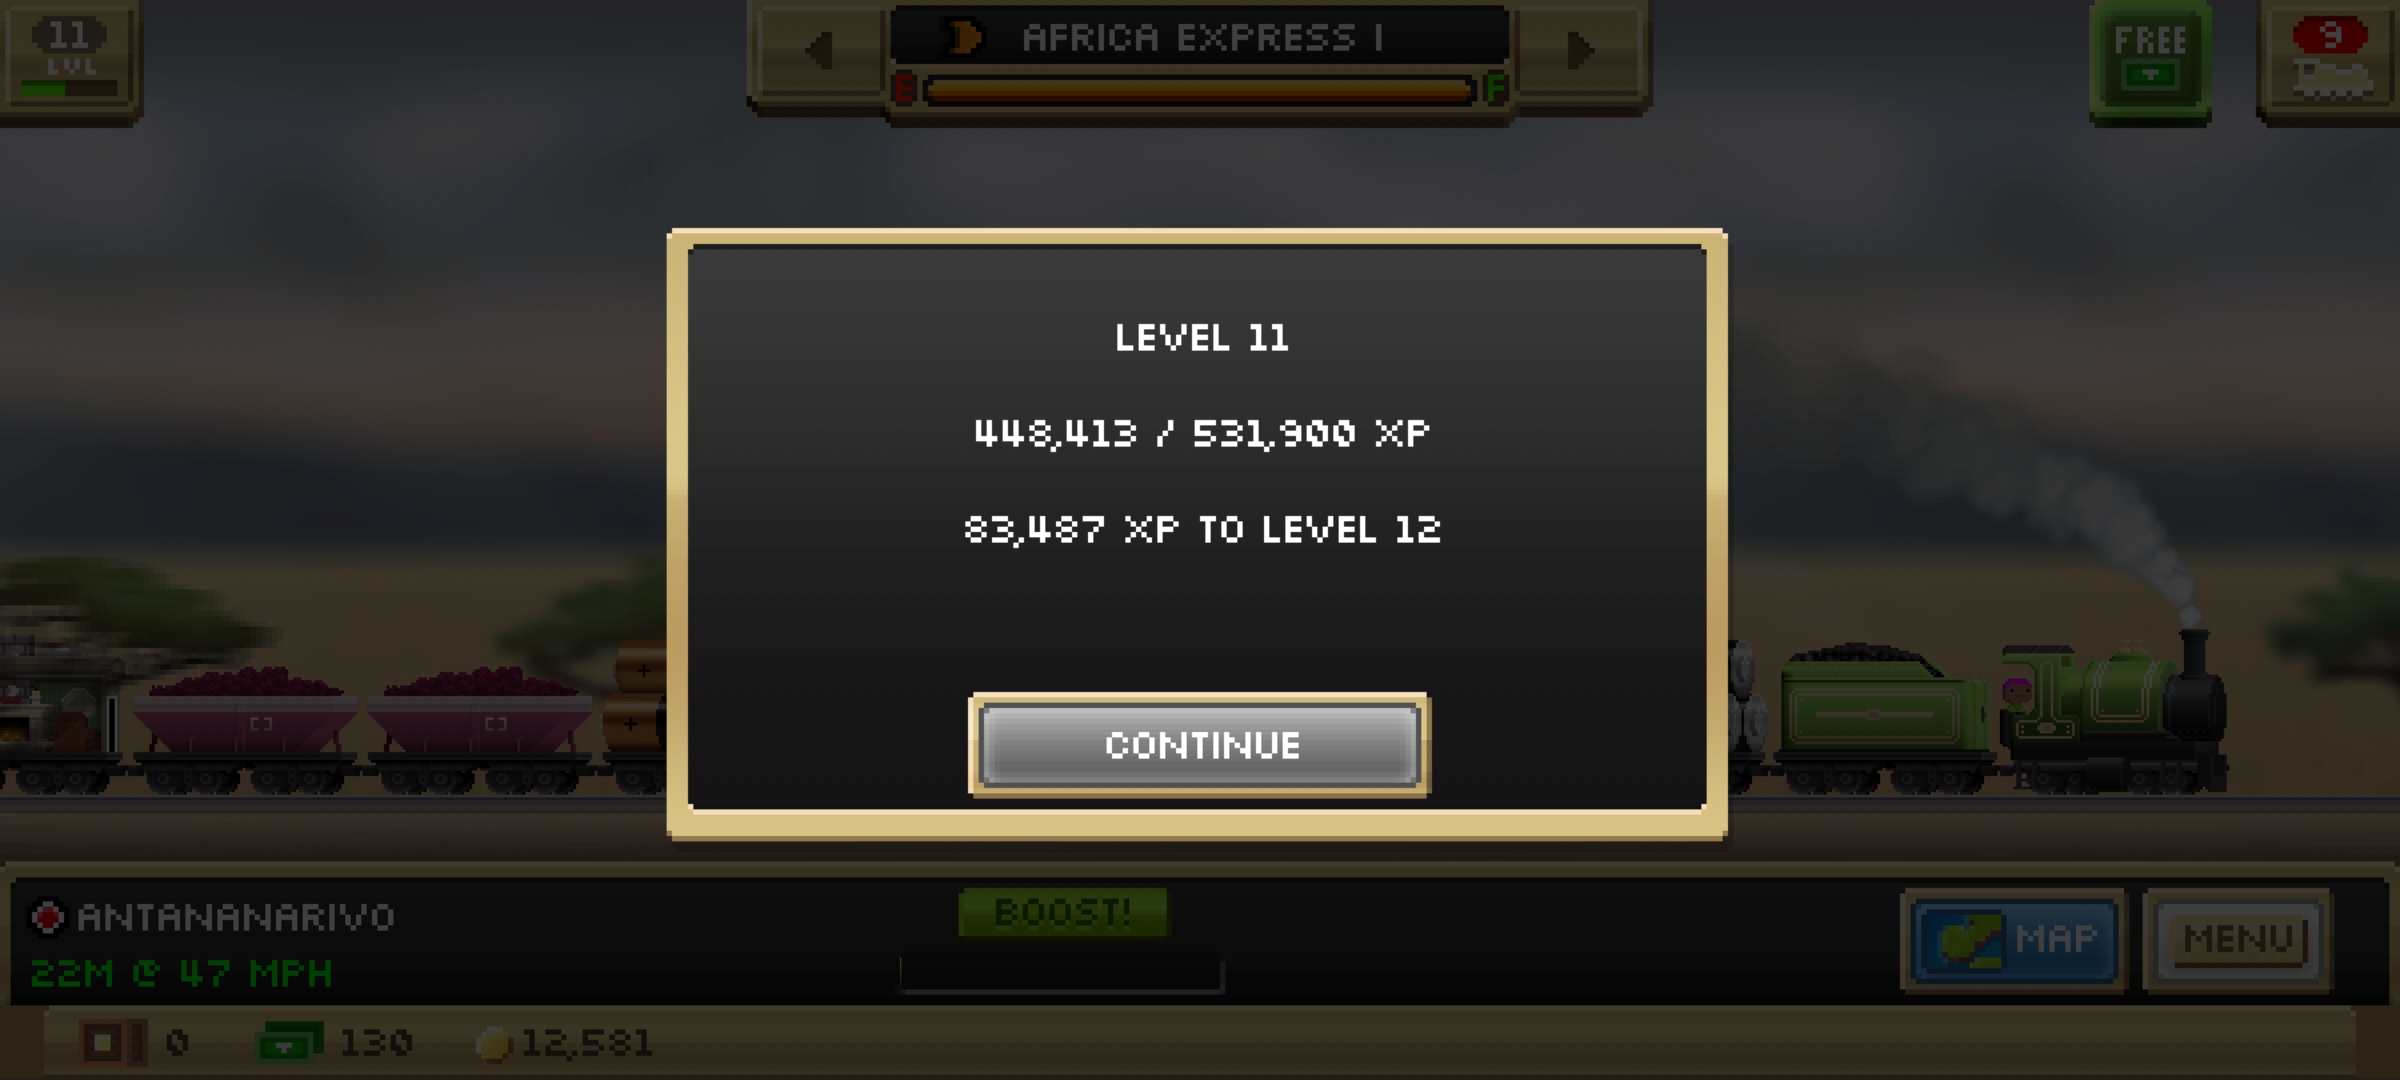 11
LVL
AFRICA EXPRESS I
E
F
FREE
9
LEVEL 11
448,413 / 531,900 XP
83,487 XP TO LEVEL 12
CONTINUE
ANTANANARIVO
22M @ 47 MPH
BOOST!
MAP
MENU
0
130
12,581